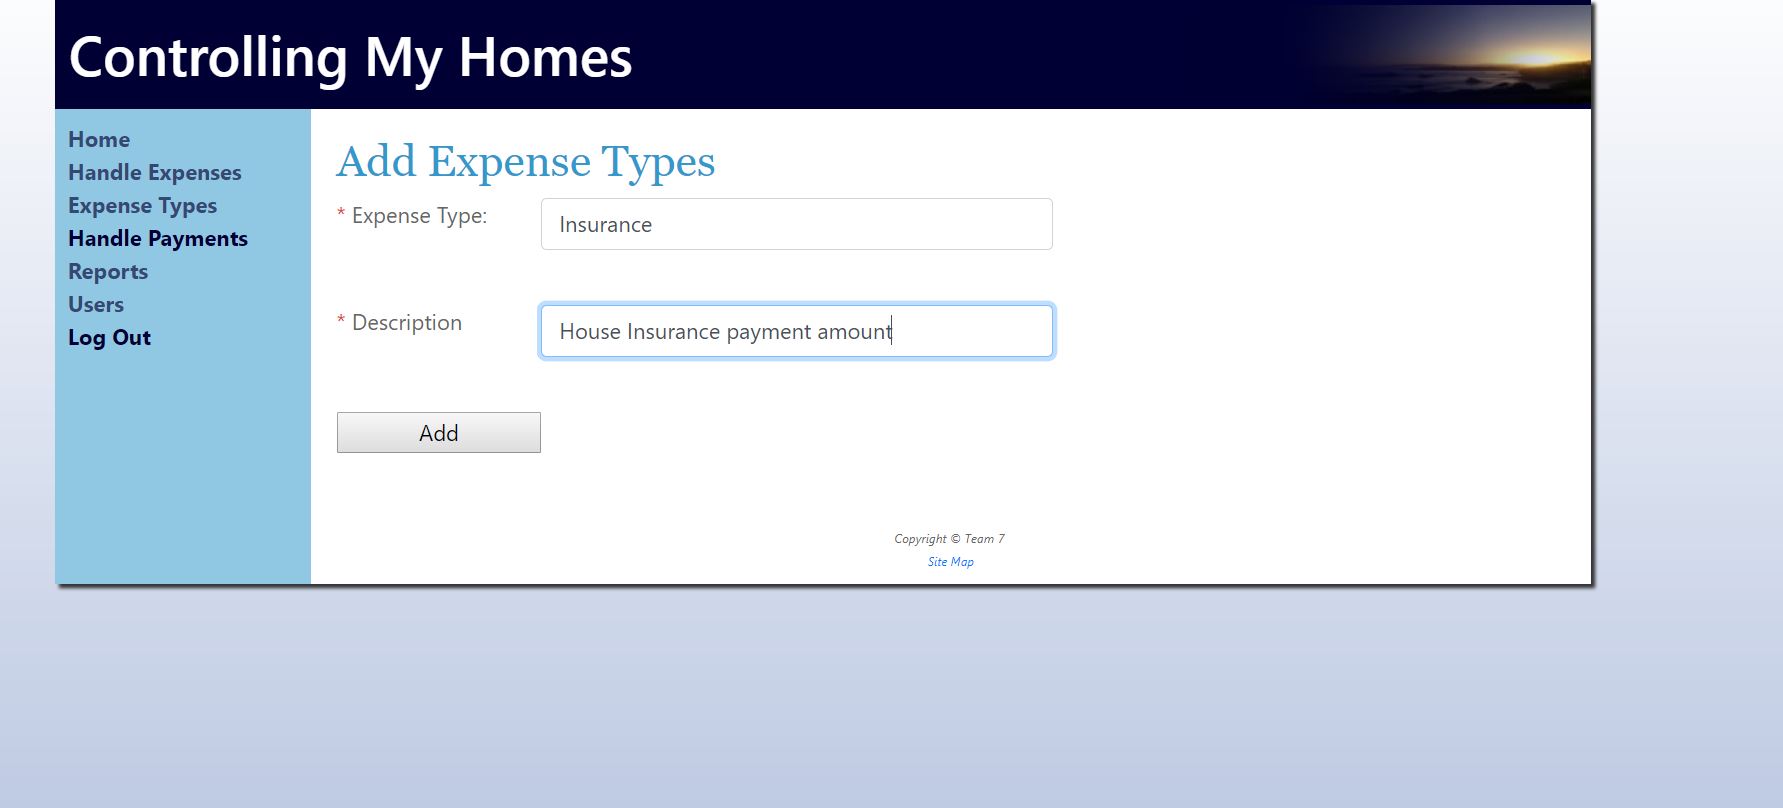 Controlling My Homes
Home
Handle Expenses
Expense Types
Handle Payments
Reports
Users
Log Out
Add Expense Types
* Expense Type: Insurance
* Description House Insurance payment amount
Add
Copyright © Team 7
Site Map